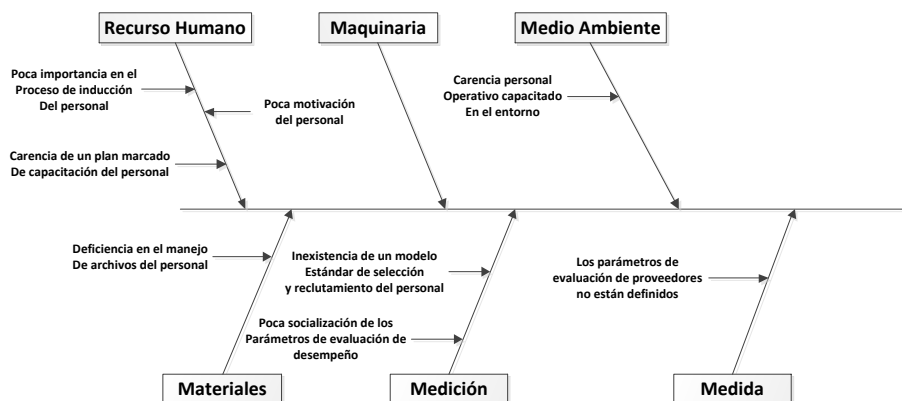 Recurso Humano
Maquinaria
Medio Ambiente
Poca importancia en el
Proceso de inducción
Del personal
Poca motivación
del personal
Carencia de un plan marcado
De capacitación del personal
Carencia personal
Operativo capacitado
En el entorno
Deficiencia en el manejo
De archivos del personal
Inexistencia de un modelo
Estándar de selección
y reclutamiento del personal
Poca socialización de los
Parámetros de evaluación de
desempeño
Los parámetros de
evaluación de proveedores
no están definidos
Materiales
Medición
Medida